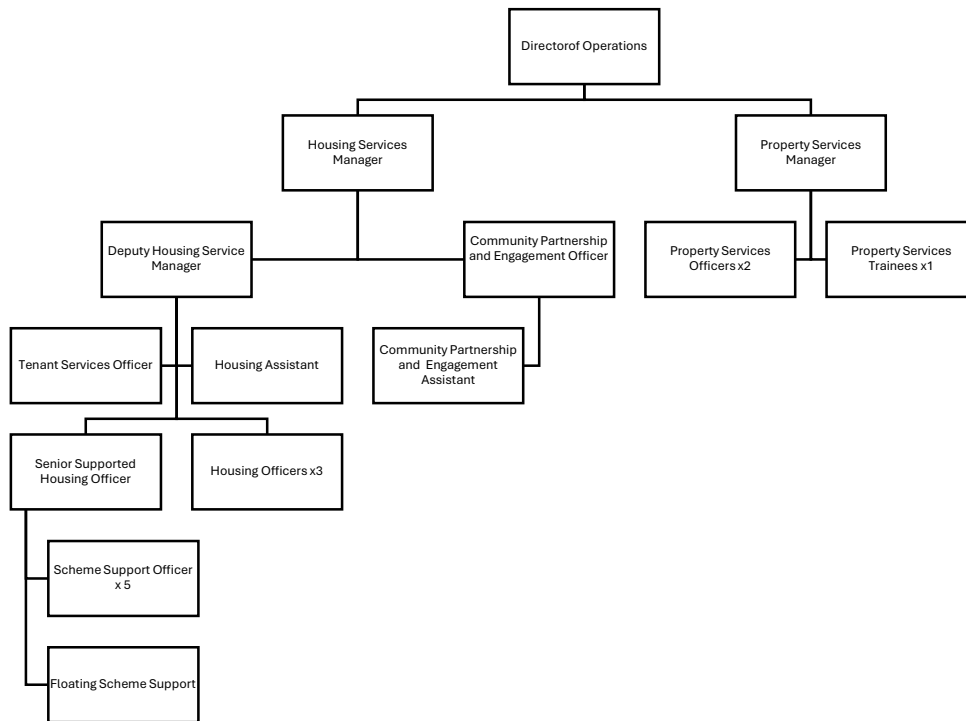 Directorof Operations
Housing Services
Manager
Property Services
Manager
Deputy Housing Service
Manager
Community Partnership
and Engagement Officer
Property Services
Officers x2
Property Services
Trainees x1
Tenant Services Officer
Housing Assistant
Community Partnership
and Engagement
Assistant
Senior Supported
Housing Officer
Housing Officers x3
Scheme Support Officer
x 5
Floating Scheme Support